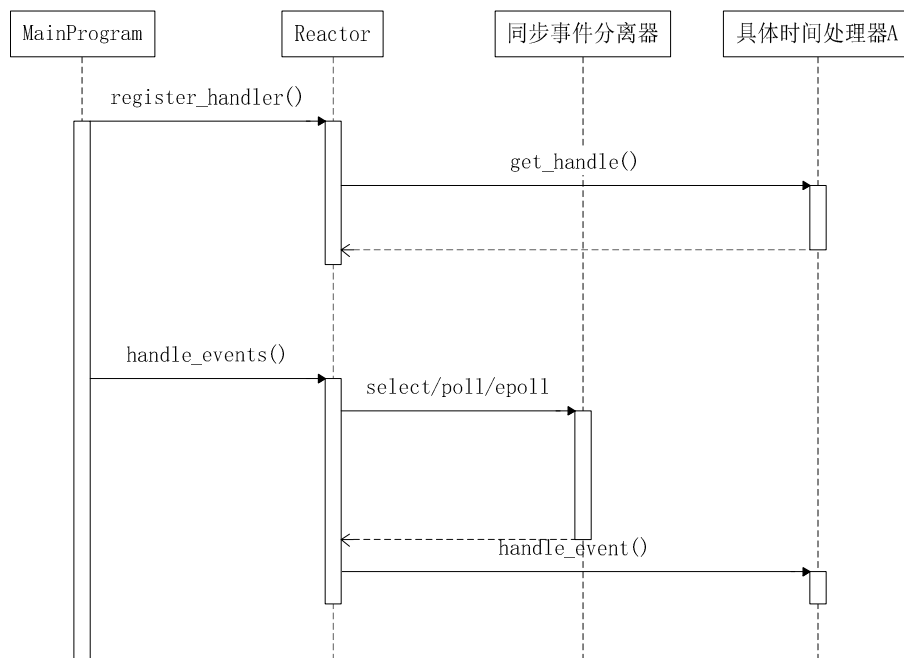 MainProgram
Reactor
同步事件分离器
具体时间处理器A
register_handler()
get_handle()
handle_events()
select/poll/epoll
handle_event()